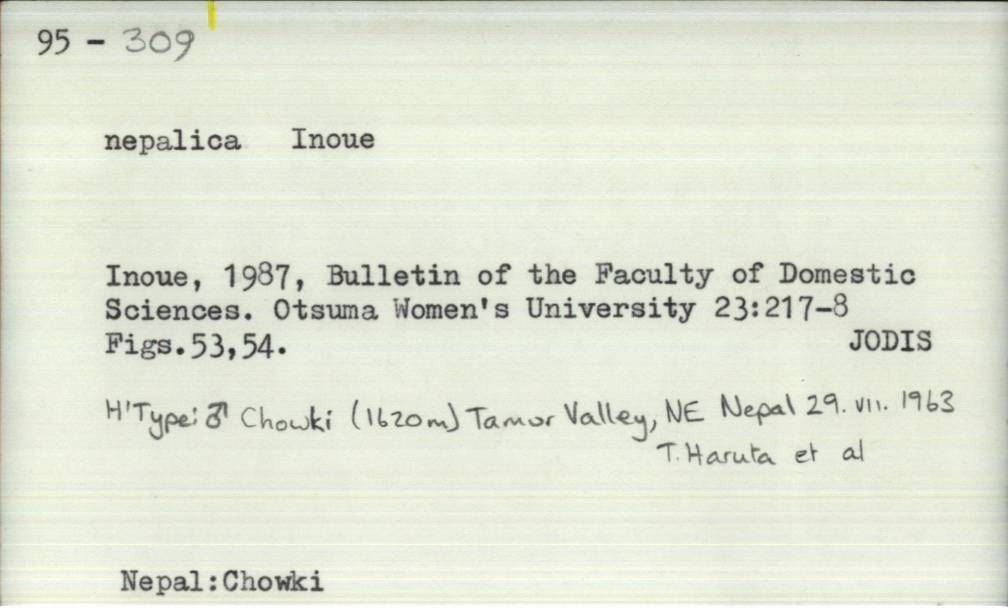 95 - 309
nepalica Inoue
Inoue, 1987, Bulletin of the Faculty of Domestic
Sciences. Otsuma Women's University 23:217-8
Figs.53,54. JODIS
H'Type: ♂ Chowki (1620m) Tamur Valley, NE Nepal 29. vii. 1963
T. Haruta et al
Nepal:Chowki